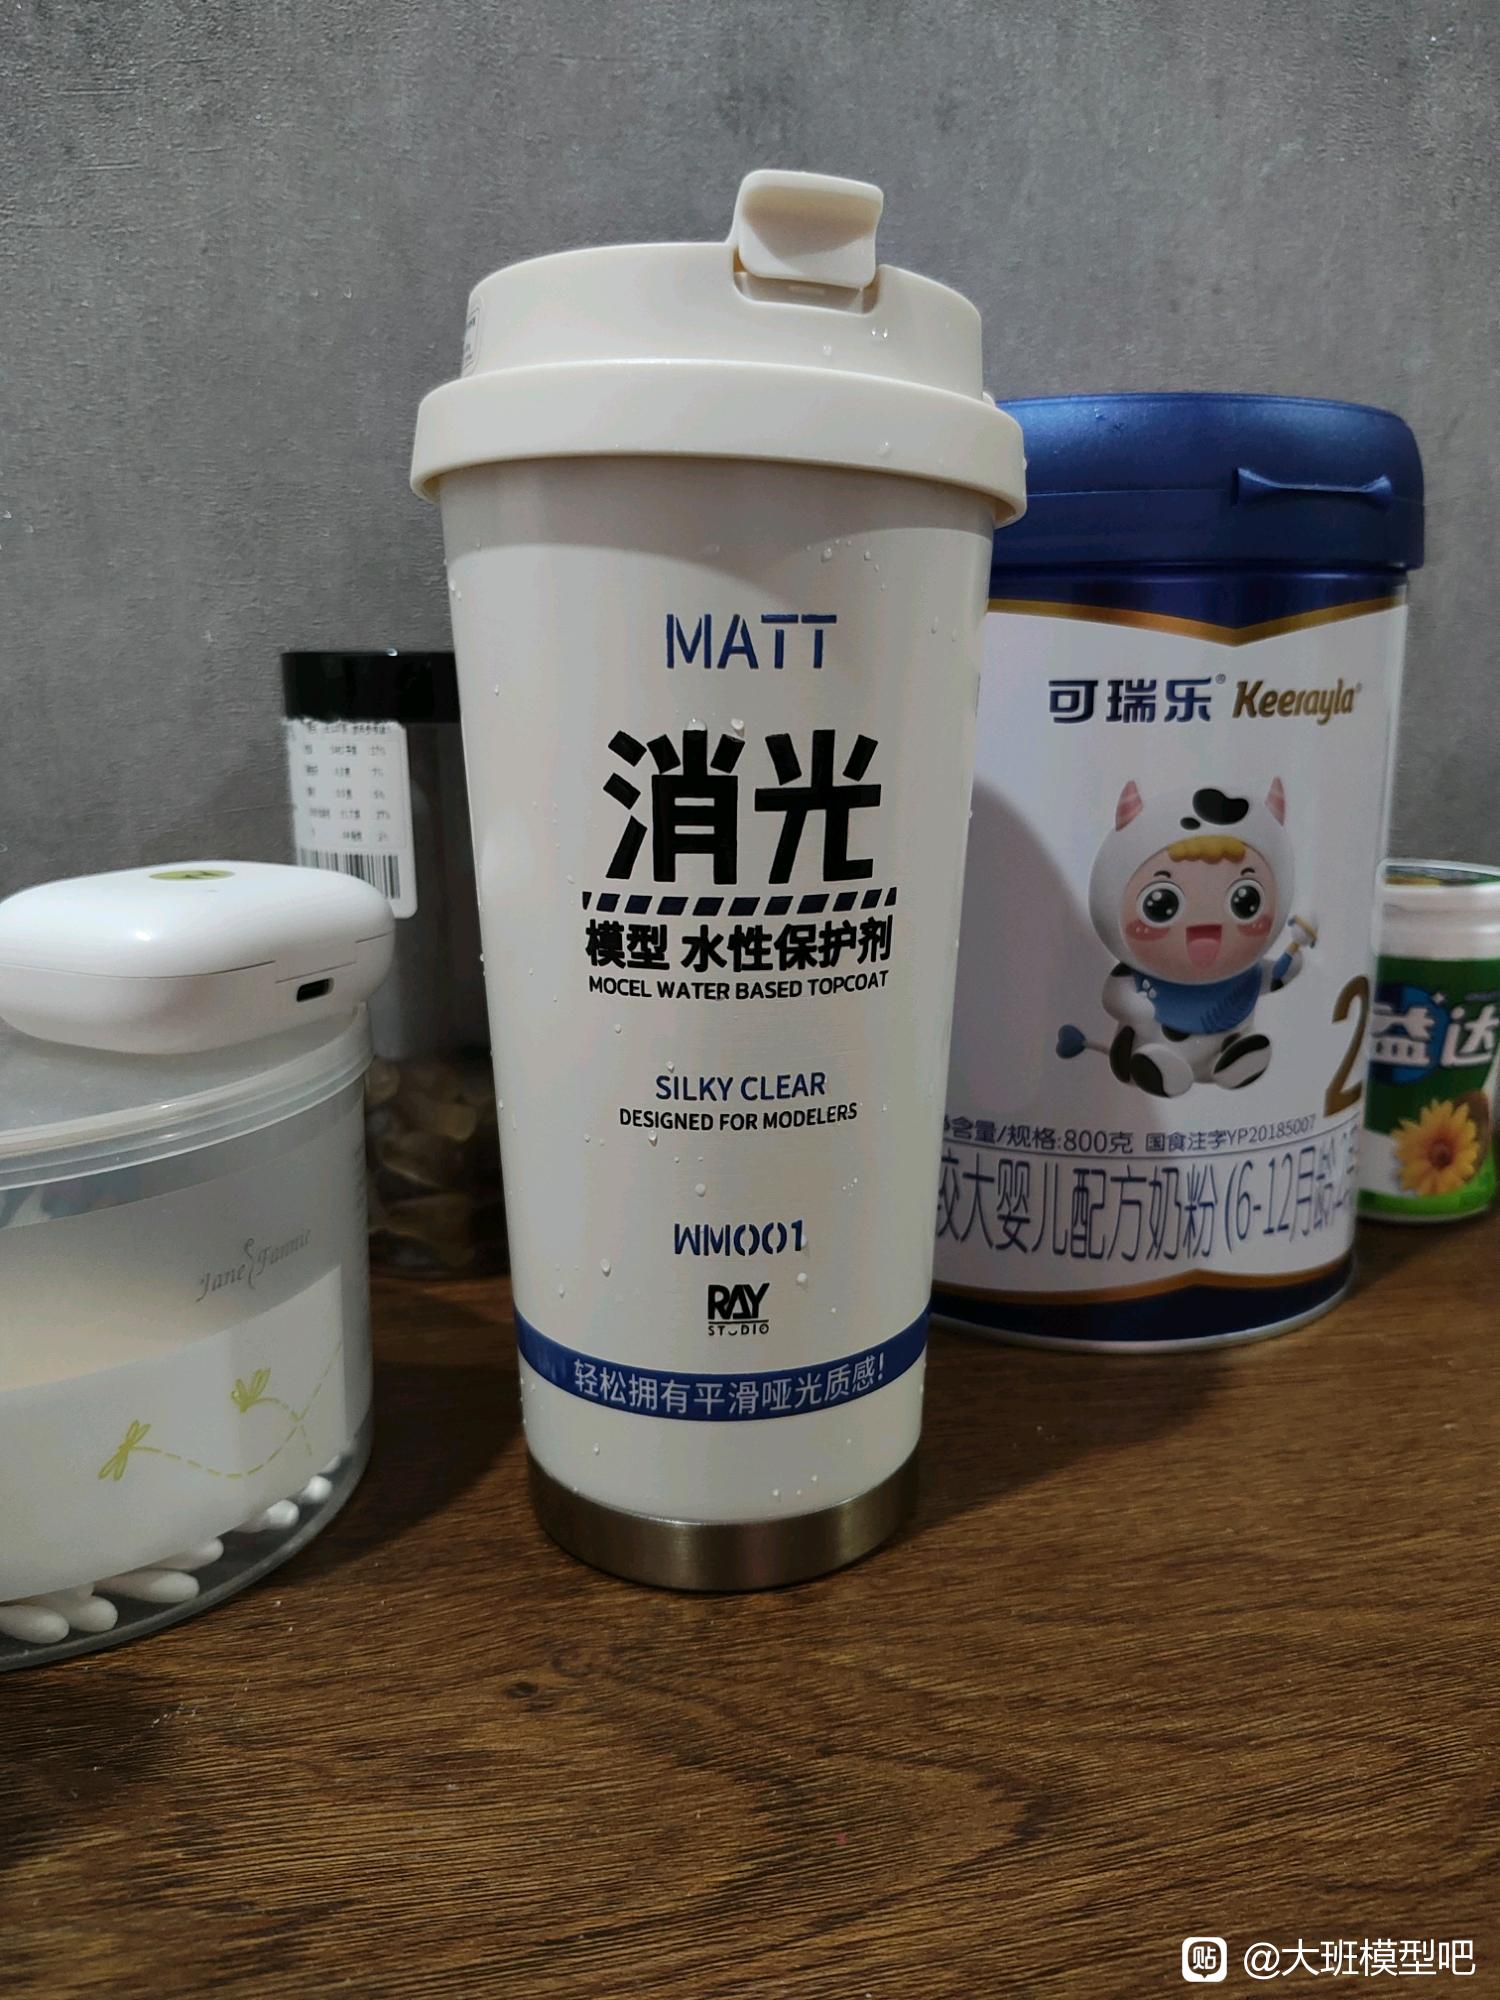 MATT
消光
模型 水性保护剂
MOCEL WATER BASED TOPCOAT
SILKY CLEAR
DESIGNED FOR MODELERS
WM001
RAY
STUDIO
轻松拥有平滑哑光质感!
可瑞乐® Keerayla®
2
含量/规格:800克 国食注字YP20185007
较大婴儿配方奶粉(6-12月龄
益达
Jane Fannie
贴 @大班模型吧